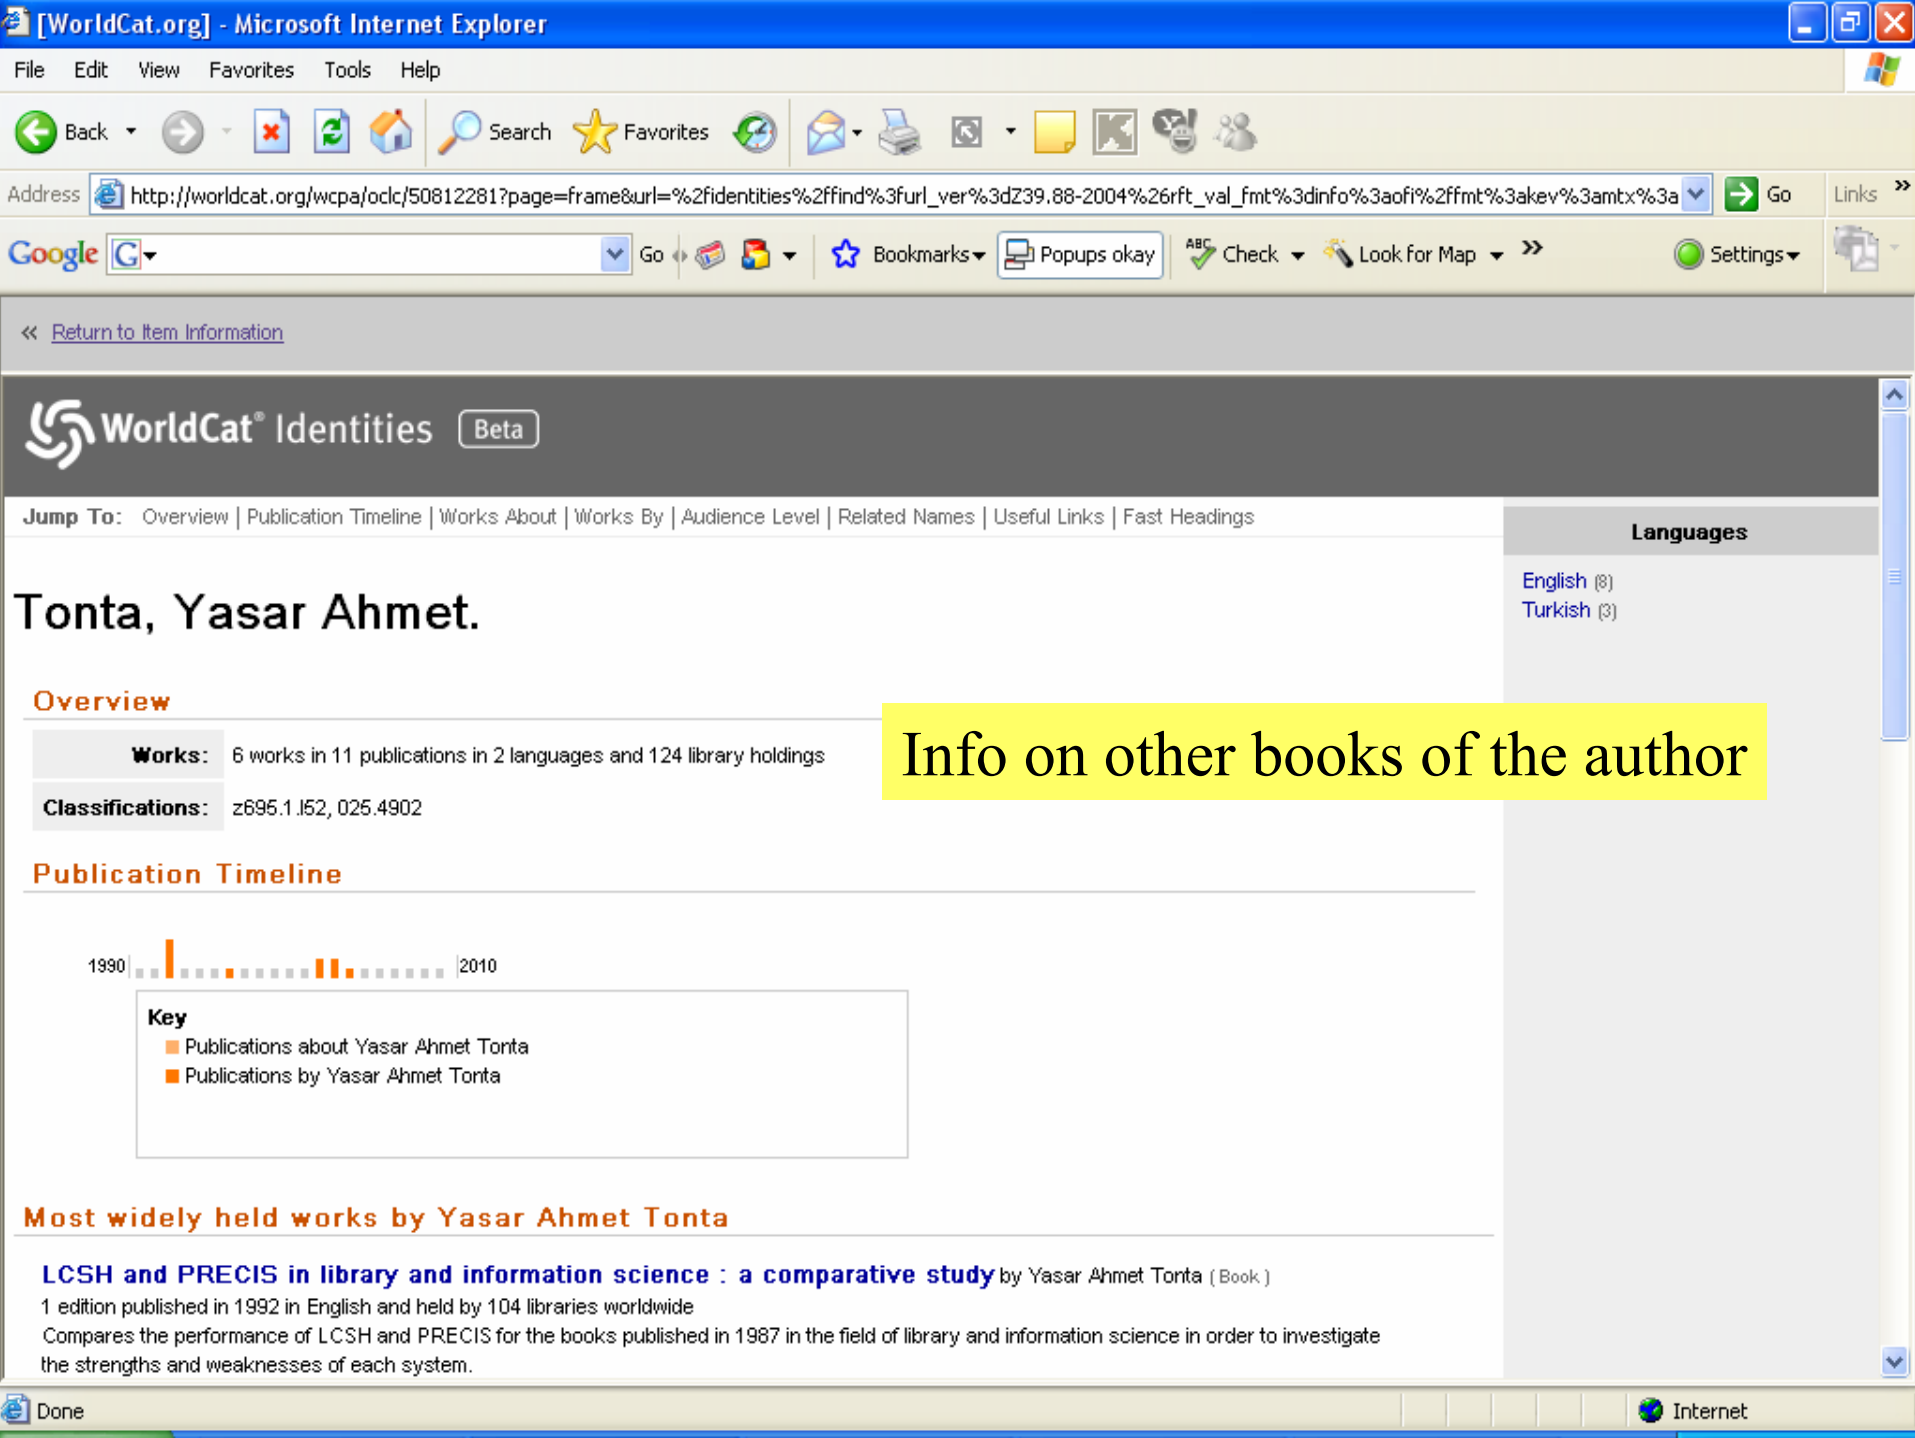 [WorldCat.org] - Microsoft Internet Explorer
File Edit View Favorites Tools Help
Back Search Favorites
Address http://worldcat.org/wcpa/oclc/50812281?page=frame&url=%2fidentities%2ffind%3furl_ver%3dZ39.88-2004%26rft_val_fmt%3dinfo%3aofi%2ffmt%3akev%3amtx%3a Go Links »
Google G Go Bookmarks Popups okay ABC Check Look for Map » Settings
« Return to Item Information
WorldCat® Identities Beta
Jump To: Overview | Publication Timeline | Works About | Works By | Audience Level | Related Names | Useful Links | Fast Headings
Languages
English (8)
Turkish (3)
Tonta, Yasar Ahmet.
Overview
Info on other books of the author
Works: 6 works in 11 publications in 2 languages and 124 library holdings
Classifications: z695.1.l52, 025.4902
Publication Timeline
1990 2010
Key
Publications about Yasar Ahmet Tonta
Publications by Yasar Ahmet Tonta
Most widely held works by Yasar Ahmet Tonta
LCSH and PRECIS in library and information science : a comparative study by Yasar Ahmet Tonta (Book)
1 edition published in 1992 in English and held by 104 libraries worldwide
Compares the performance of LCSH and PRECIS for the books published in 1987 in the field of library and information science in order to investigate
the strengths and weaknesses of each system.
Done Internet